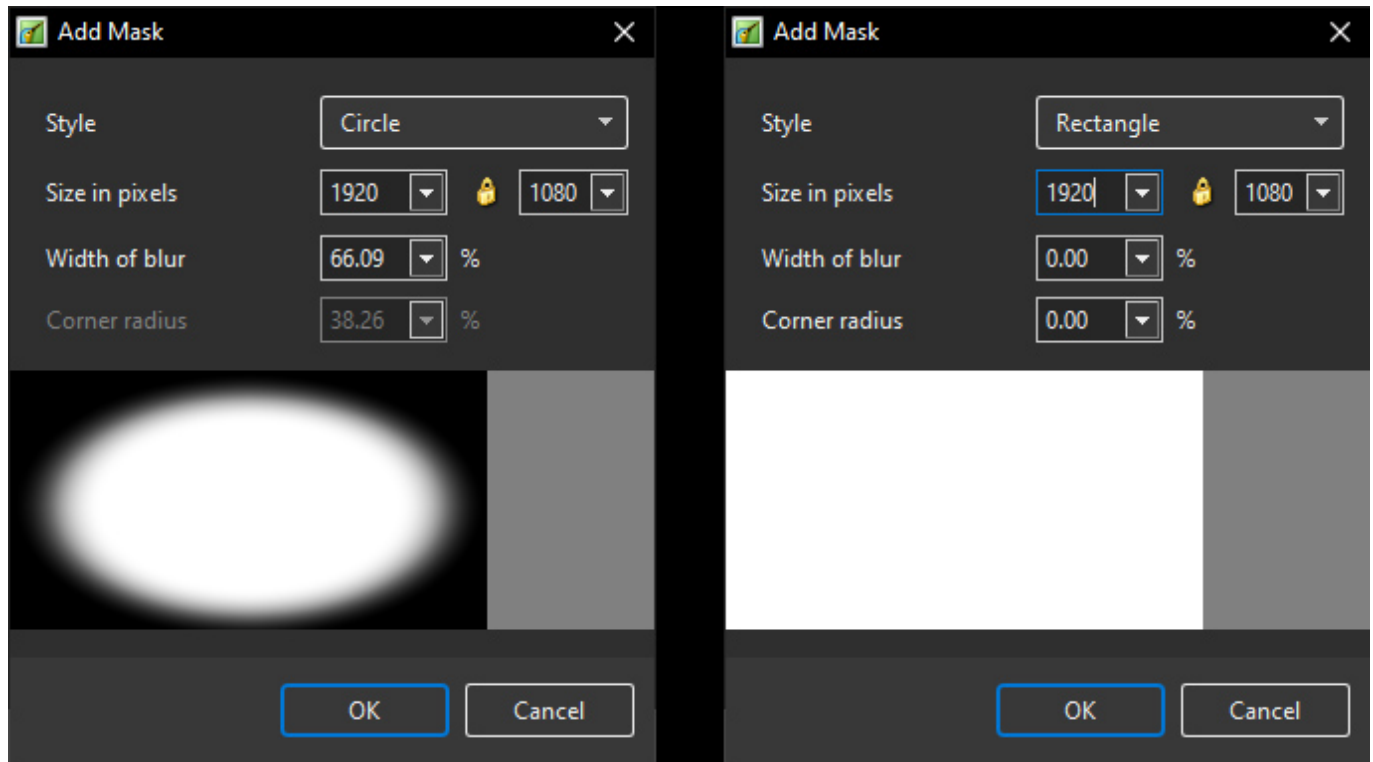 Add Mask
Style Circle
Size in pixels 1920 1080
Width of blur 66.09 %
Corner radius 38.26 %
OK Cancel
Add Mask
Style Rectangle
Size in pixels 1920 1080
Width of blur 0.00 %
Corner radius 0.00 %
OK Cancel